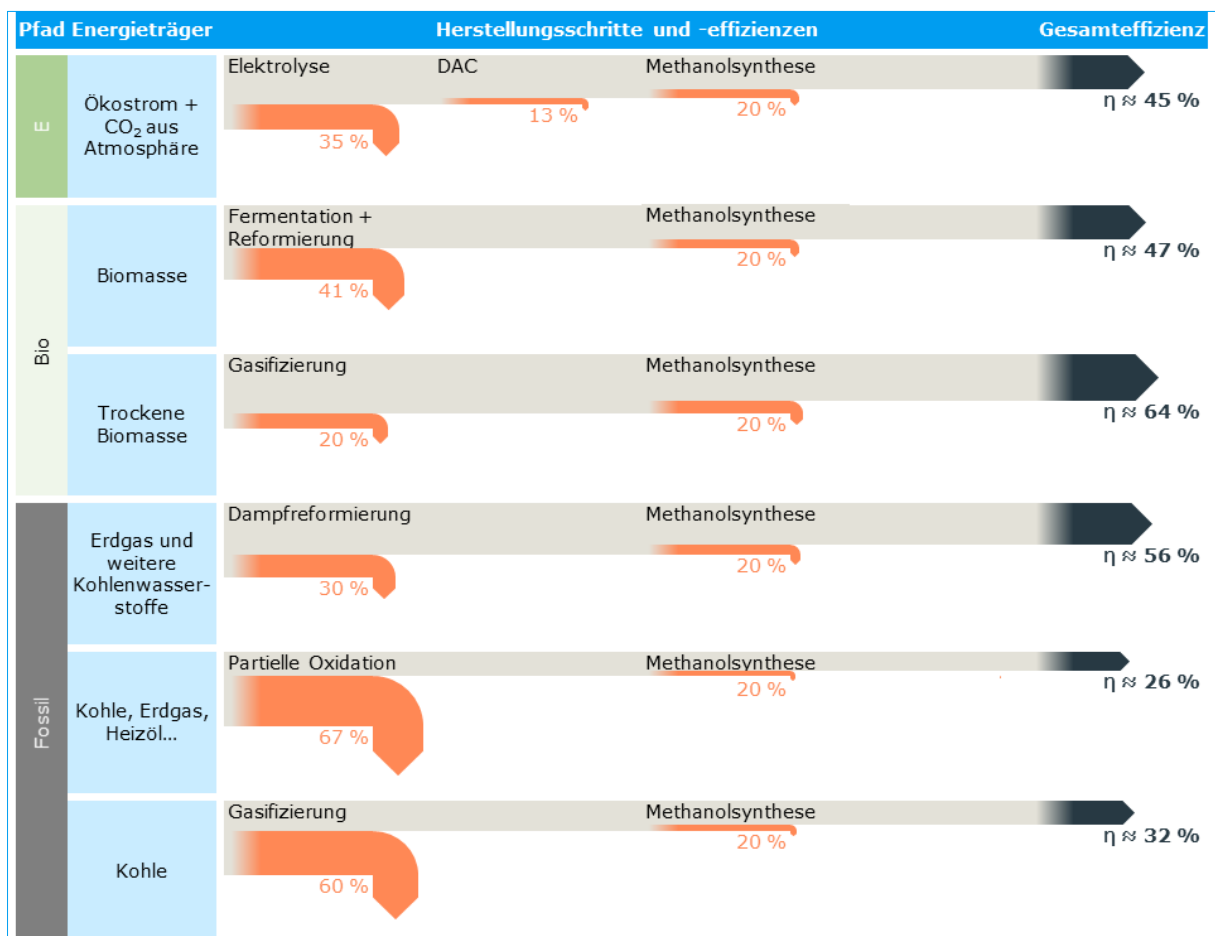 Pfad Energieträger Herstellungsschritte und -effizienzen Gesamteffizienz
E
Ökostrom +
CO₂ aus
Atmosphäre
Elektrolyse DAC Methanolsynthese
35 % 13 % 20 %
η ≈ 45 %
Bio
Biomasse
Fermentation +
Reformierung
Methanolsynthese
41 % 20 %
η ≈ 47 %
Trockene
Biomasse
Gasifizierung Methanolsynthese
20 % 20 %
η ≈ 64 %
Fossil
Erdgas und
weitere
Kohlenwasser-
stoffe
Dampfreformierung Methanolsynthese
30 % 20 %
η ≈ 56 %
Kohle, Erdgas,
Heizöl...
Partielle Oxidation Methanolsynthese
67 % 20 %
η ≈ 26 %
Kohle
Gasifizierung Methanolsynthese
60 % 20 %
η ≈ 32 %